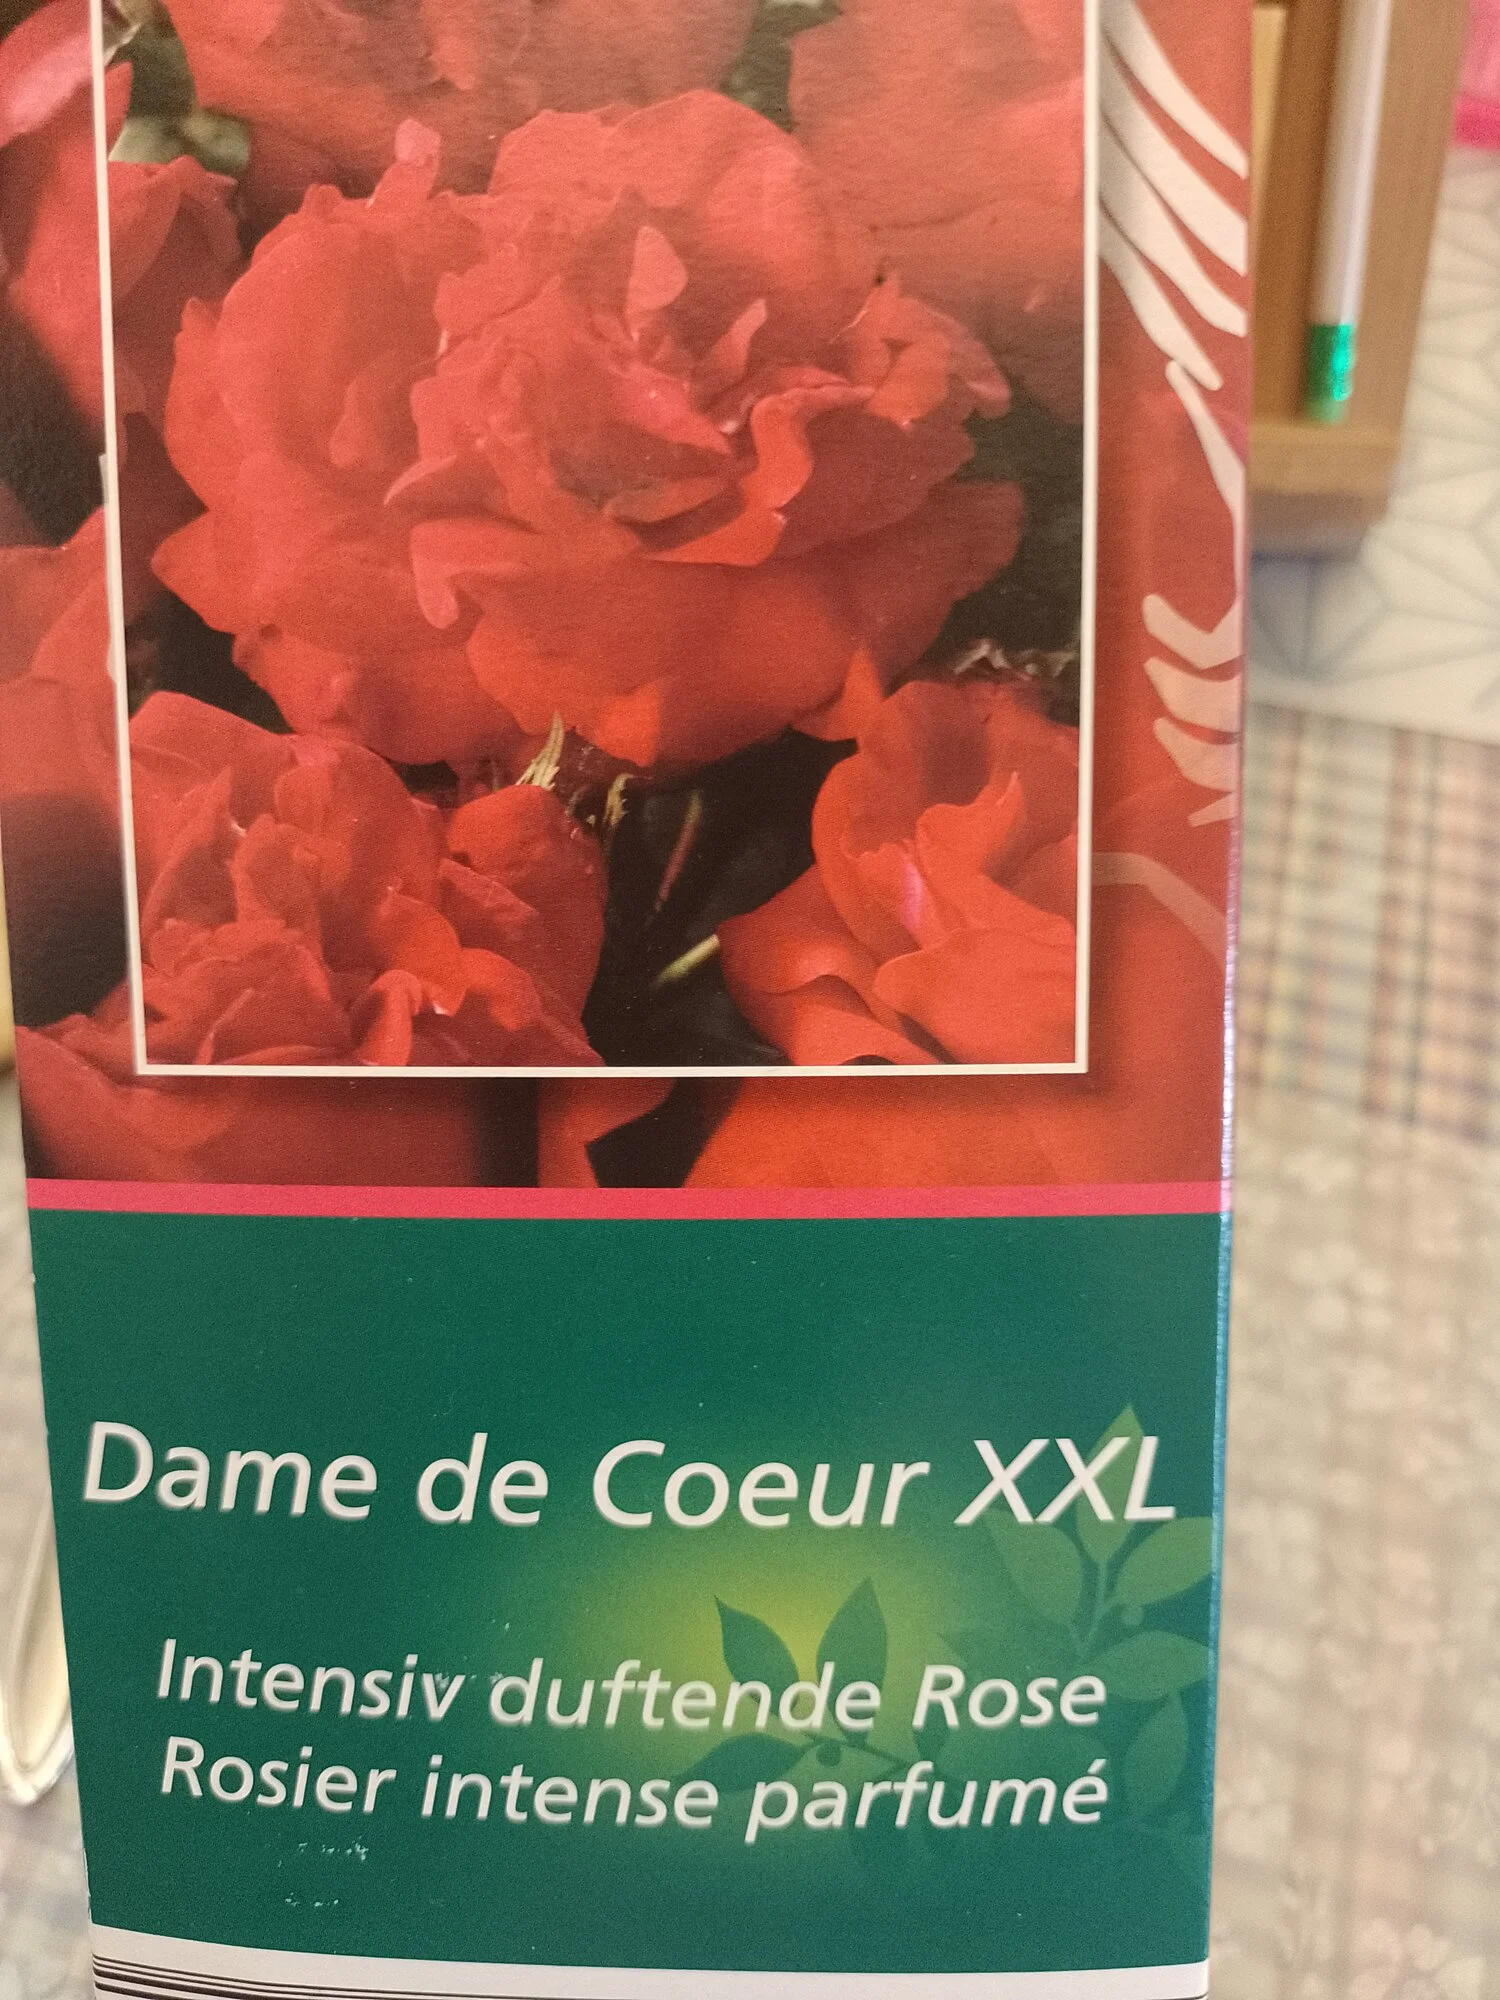 Dame de Coeur XXL
Intensiv duftende Rose
Rosier intense parfumé